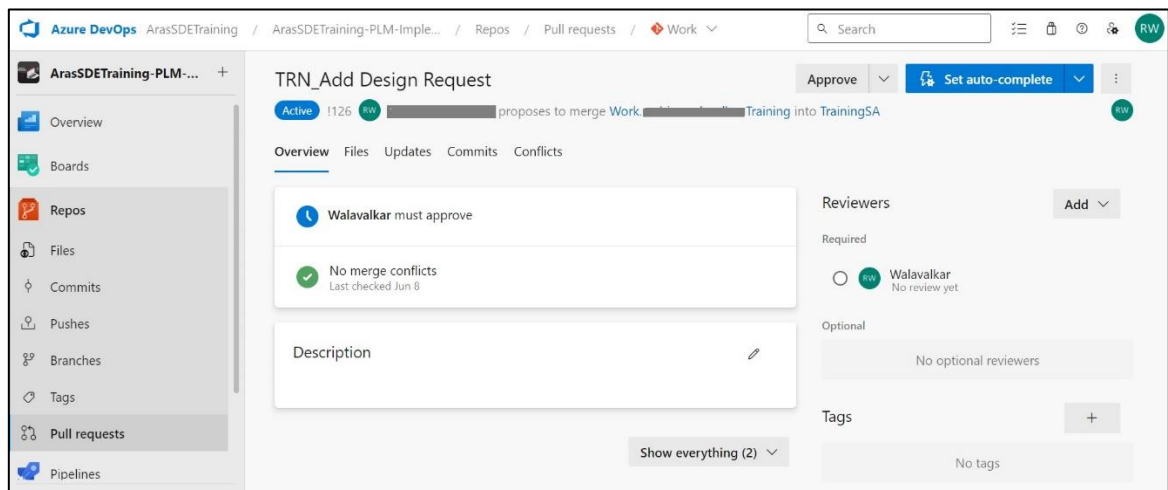 Azure DevOps ArasSDETraining / ArasSDETraining-PLM-Imple... / Repos / Pull requests / Work
Search
RW
ArasSDETraining-PLM-... +
Overview
Boards
Repos
Files
Commits
Pushes
Branches
Tags
Pull requests
Pipelines
TRN_Add Design Request
Approve
Set auto-complete
Active !126 RW proposes to merge Work. Training into TrainingSA
RW
Overview Files Updates Commits Conflicts
Walavalkar must approve
No merge conflicts
Last checked Jun 8
Description
Show everything (2)
Reviewers
Add
Required
RW Walavalkar
No review yet
Optional
No optional reviewers
Tags
+
No tags